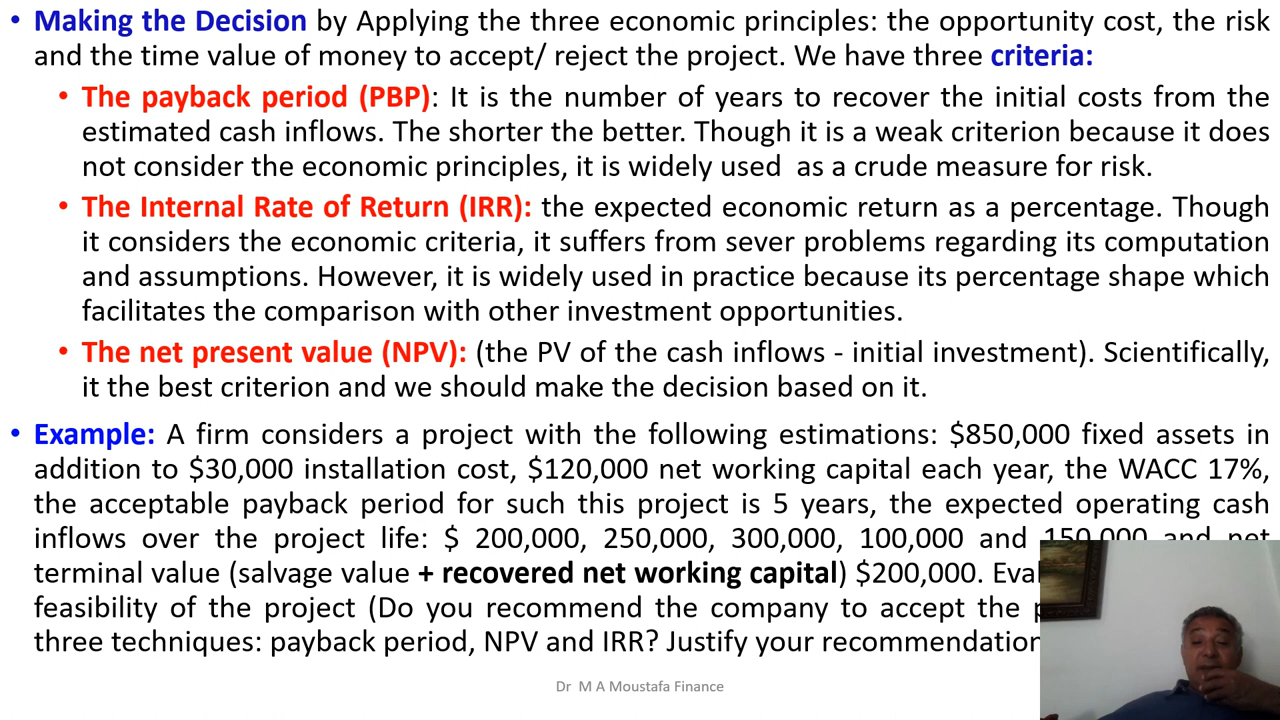 • Making the Decision by Applying the three economic principles: the opportunity cost, the risk
and the time value of money to accept/ reject the project. We have three criteria:
• The payback period (PBP): It is the number of years to recover the initial costs from the
estimated cash inflows. The shorter the better. Though it is a weak criterion because it does
not consider the economic principles, it is widely used as a crude measure for risk.
• The Internal Rate of Return (IRR): the expected economic return as a percentage. Though
it considers the economic criteria, it suffers from sever problems regarding its computation
and assumptions. However, it is widely used in practice because its percentage shape which
facilitates the comparison with other investment opportunities.
• The net present value (NPV): (the PV of the cash inflows - initial investment). Scientifically,
it the best criterion and we should make the decision based on it.
• Example: A firm considers a project with the following estimations: $850,000 fixed assets in
addition to $30,000 installation cost, $120,000 net working capital each year, the WACC 17%,
the acceptable payback period for such this project is 5 years, the expected operating cash
inflows over the project life: $ 200,000, 250,000, 300,000, 100,000 and 150,000 and net
terminal value (salvage value + recovered net working capital) $200,000.
feasibility of the project (Do you recommend the company to accept the
three techniques: payback period, NPV and IRR? Justify your recommendation
Dr M A Moustafa Finance